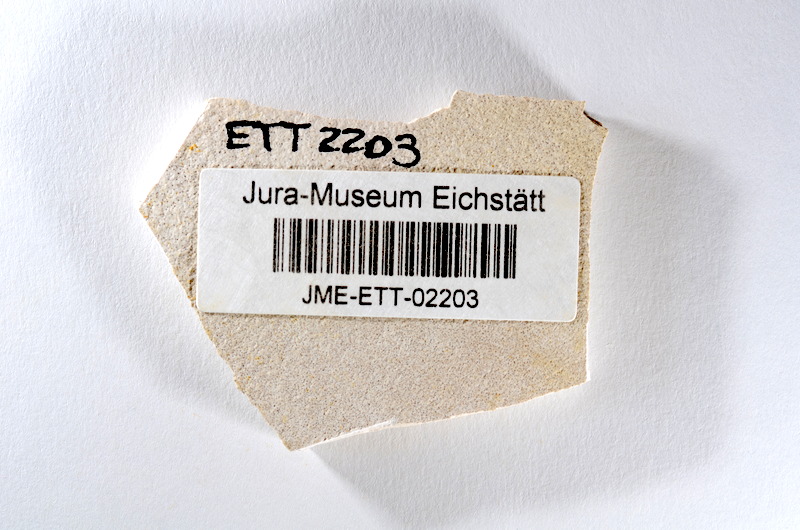 ETT 2203
Jura-Museum Eichstätt
JME-ETT-02203